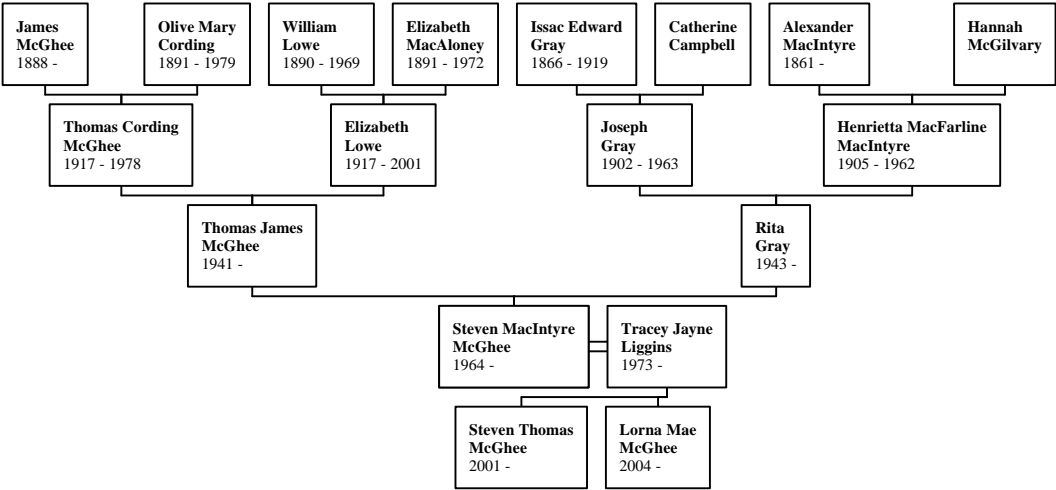 James
McGhee
1888 -
Olive Mary
Cording
1891 - 1979
William
Lowe
1890 - 1969
Elizabeth
MacAloney
1891 - 1972
Issac Edward
Gray
1866 - 1919
Catherine
Campbell
Alexander
MacIntyre
1861 -
Hannah
McGilvary
Thomas Cording
McGhee
1917 - 1978
Elizabeth
Lowe
1917 - 2001
Joseph
Gray
1902 - 1963
Henrietta MacFarline
MacIntyre
1905 - 1962
Thomas James
McGhee
1941 -
Rita
Gray
1943 -
Steven MacIntyre
McGhee
1964 -
Tracey Jayne
Liggins
1973 -
Steven Thomas
McGhee
2001 -
Lorna Mae
McGhee
2004 -